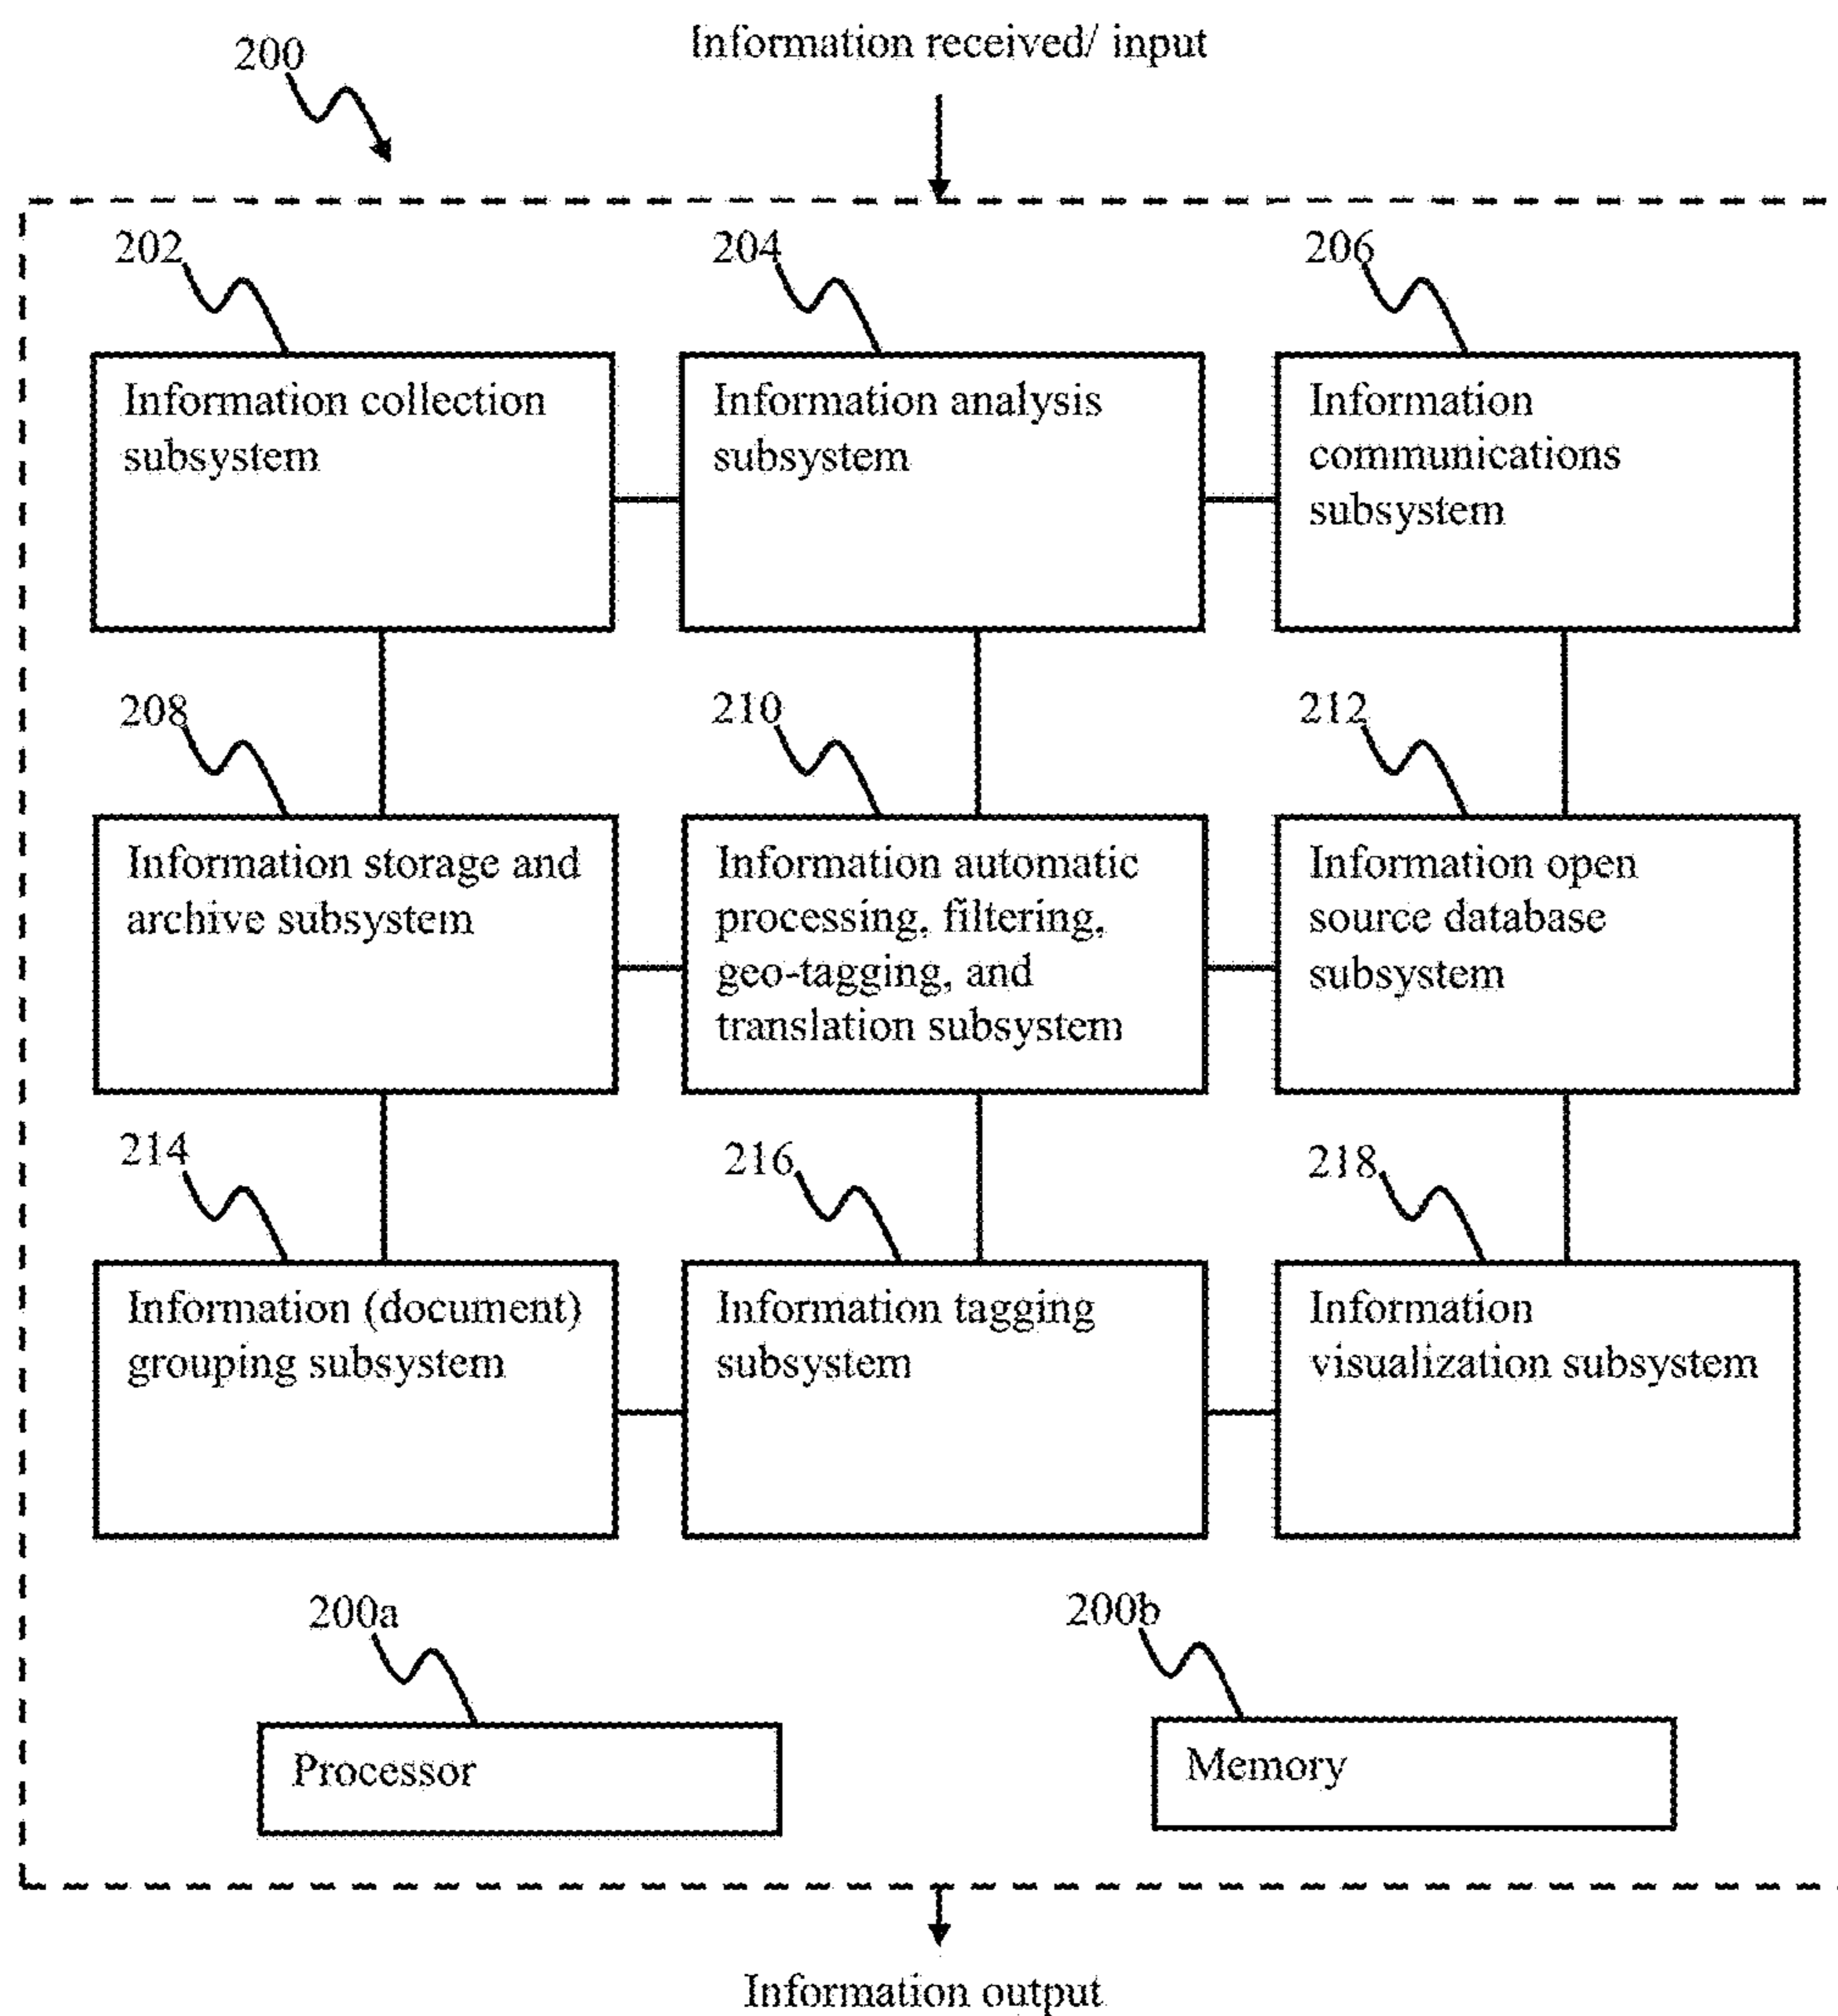 200
Information received/ input
202
204
206
Information collection
subsystem
Information analysis
subsystem
Information
communications
subsystem
208
210
212
Information storage and
archive subsystem
Information automatic
processing, filtering,
geo-tagging, and
translation subsystem
Information open
source database
subsystem
214
216
218
Information (document)
grouping subsystem
Information tagging
subsystem
Information
visualization subsystem
200a
200b
Processor
Memory
Information output